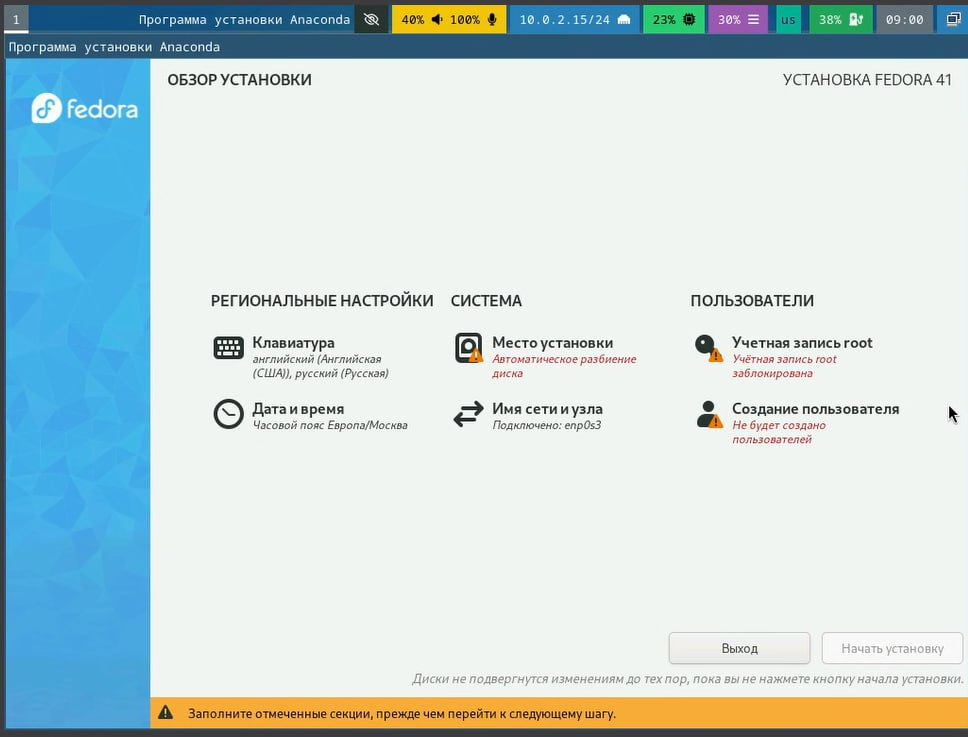 1 Программа установки Anaconda 40% 100% 10.0.2.15/24 23% 30% us 38% 09:00
Программа установки Anaconda
fedora
ОБЗОР УСТАНОВКИ
УСТАНОВКА FEDORA 41
РЕГИОНАЛЬНЫЕ НАСТРОЙКИ
Клавиатура
английский (Английская
(США)), русский (Русская)
Дата и время
Часовой пояс Европа/Москва
СИСТЕМА
Место установки
Автоматическое разбиение
диска
Имя сети и узла
Подключено: enp0s3
ПОЛЬЗОВАТЕЛИ
Учетная запись root
Учётная запись root
заблокирована
Создание пользователя
Не будет создано
пользователей
Выход
Начать установку
Диски не подвергнутся изменениям до тех пор, пока вы не нажмете кнопку начала установки.
Заполните отмеченные секции, прежде чем перейти к следующему шагу.